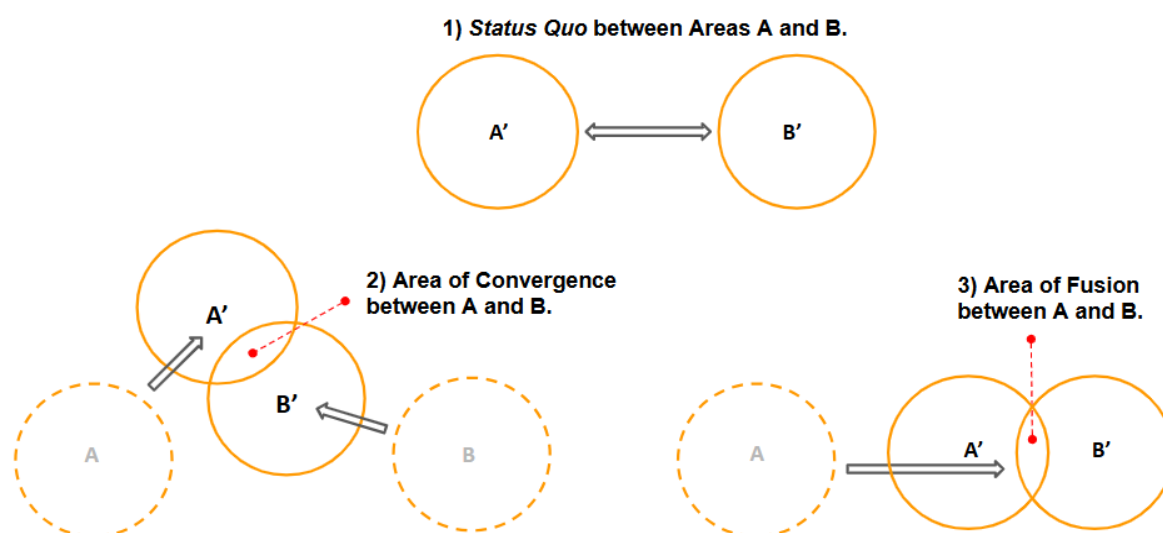 1) Status Quo between Areas A and B.
A’
B’
2) Area of Convergence
between A and B.
A’
B’
A
B
3) Area of Fusion
between A and B.
A
A’
B’